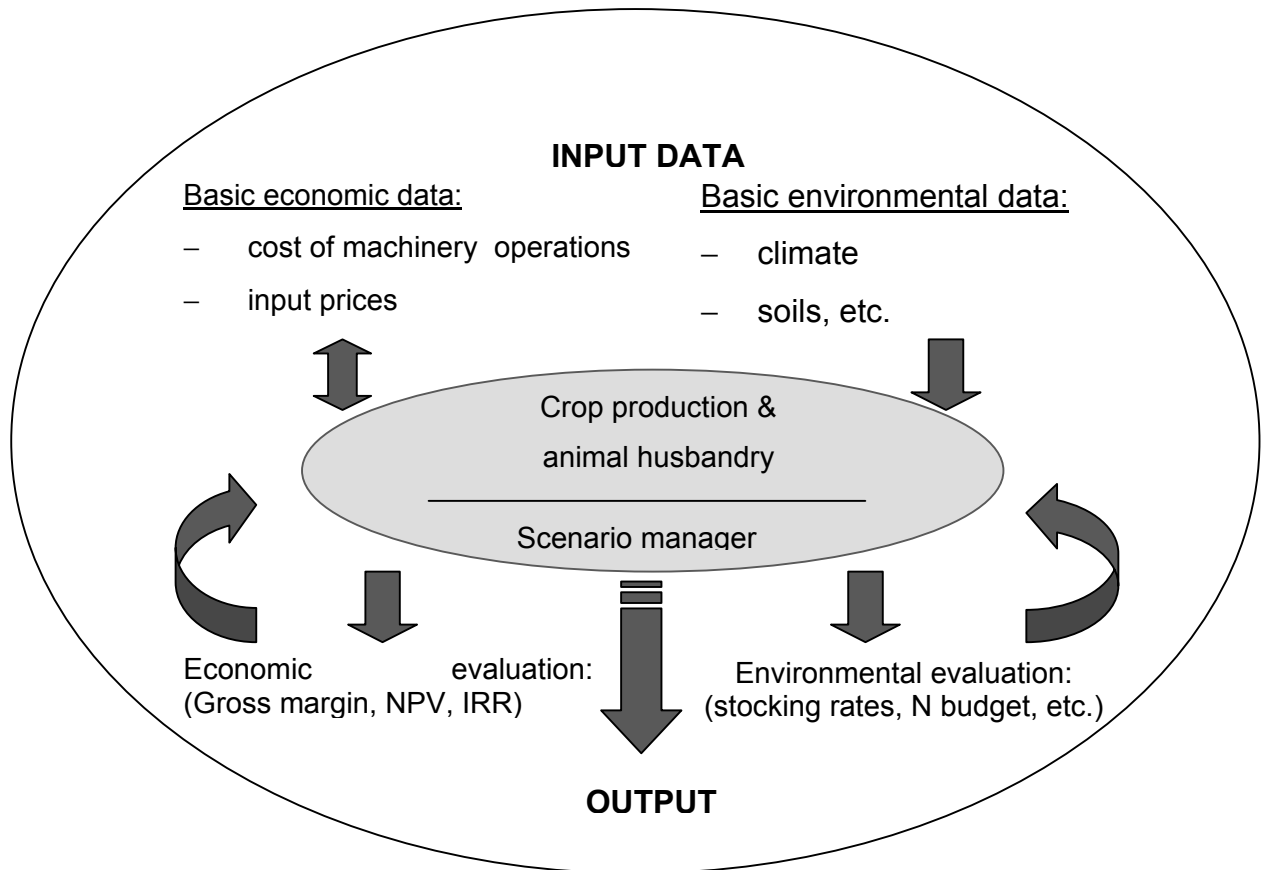 INPUT DATA
Basic economic data:
– cost of machinery operations
– input prices
Basic environmental data:
– climate
– soils, etc.
Crop production &
animal husbandry
Scenario manager
Economic evaluation:
(Gross margin, NPV, IRR)
Environmental evaluation:
(stocking rates, N budget, etc.)
OUTPUT